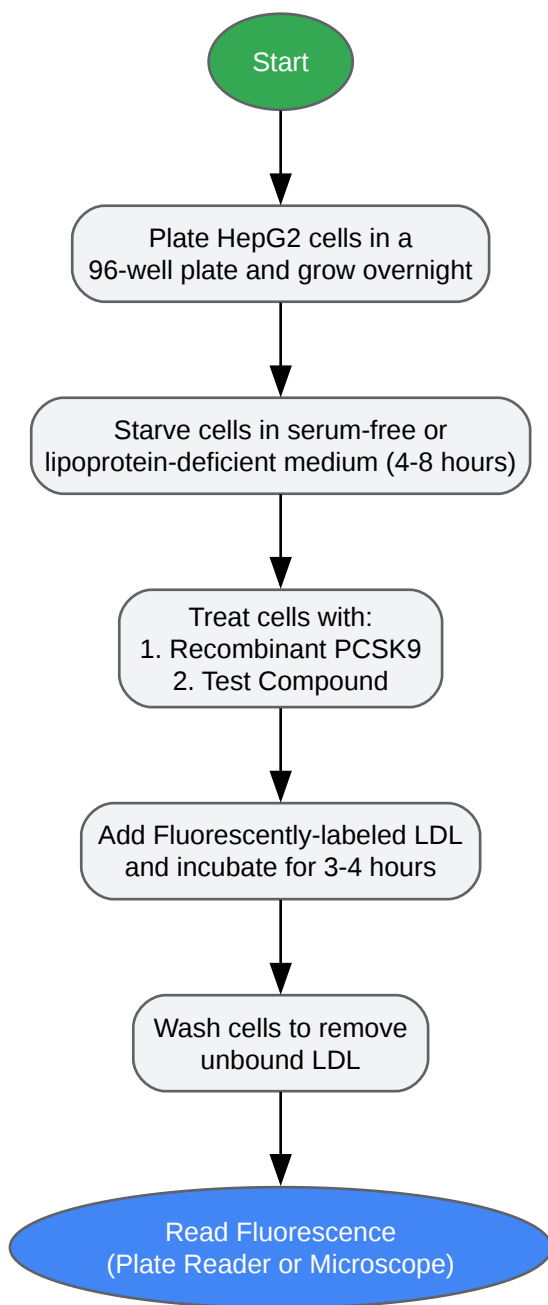 Start
Plate HepG2 cells in a
96-well plate and grow overnight
Starve cells in serum-free or
lipoprotein-deficient medium (4-8 hours)
Treat cells with:
1. Recombinant PCSK9
2. Test Compound
Add Fluorescently-labeled LDL
and incubate for 3-4 hours
Wash cells to remove
unbound LDL
Read Fluorescence
(Plate Reader or Microscope)